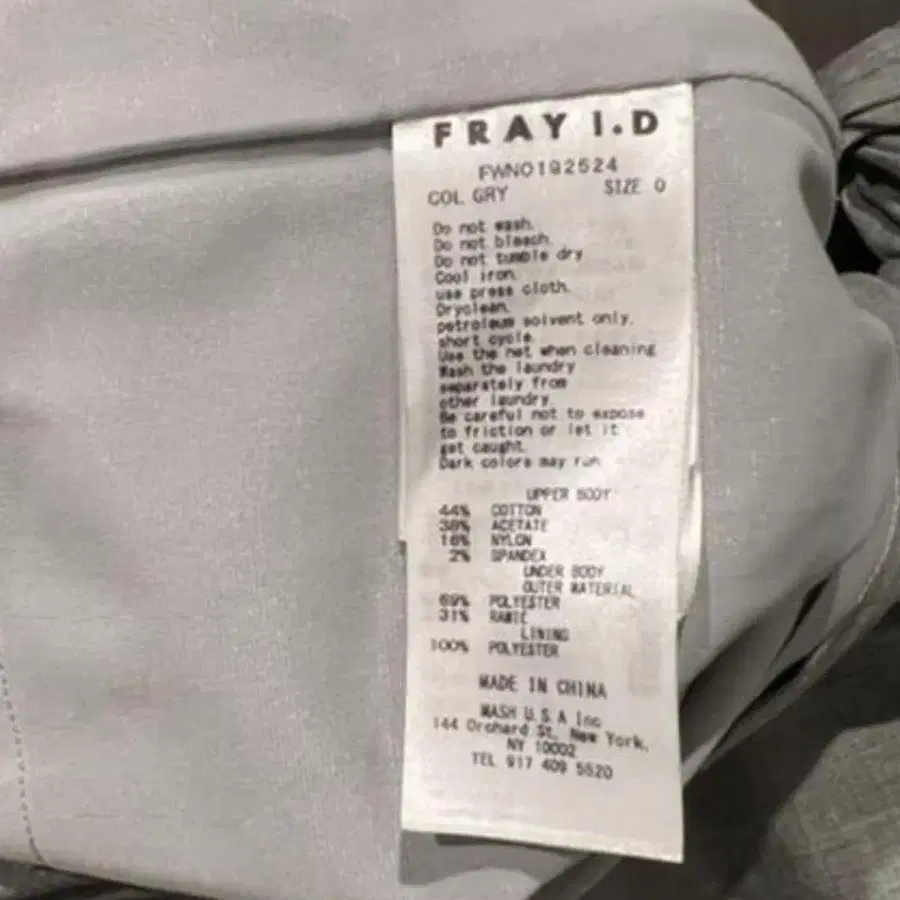 FRAY I.D
FWNO192524
COL GRY SIZE 0
Do not wash.
Do not bleach.
Do not tumble dry
Cool iron.
use press cloth.
Dryclean.
petroleum solvent only.
short cycle.
Use the net when cleaning
Wash the laundry
separately from
other laundry.
Be careful not to expose
to friction or let it
get caught.
Dark colors may run.
UPPER BODY
44% COTTON
38% ACETATE
16% NYLON
2% SPANDEX
UNDER BODY
OUTER MATERIAL
69% POLYESTER
31% RAMIE
LINING
100% POLYESTER
MADE IN CHINA
MASH U.S.A Inc
144 Orchard St. New York,
NY 10002
TEL 917 409 5520